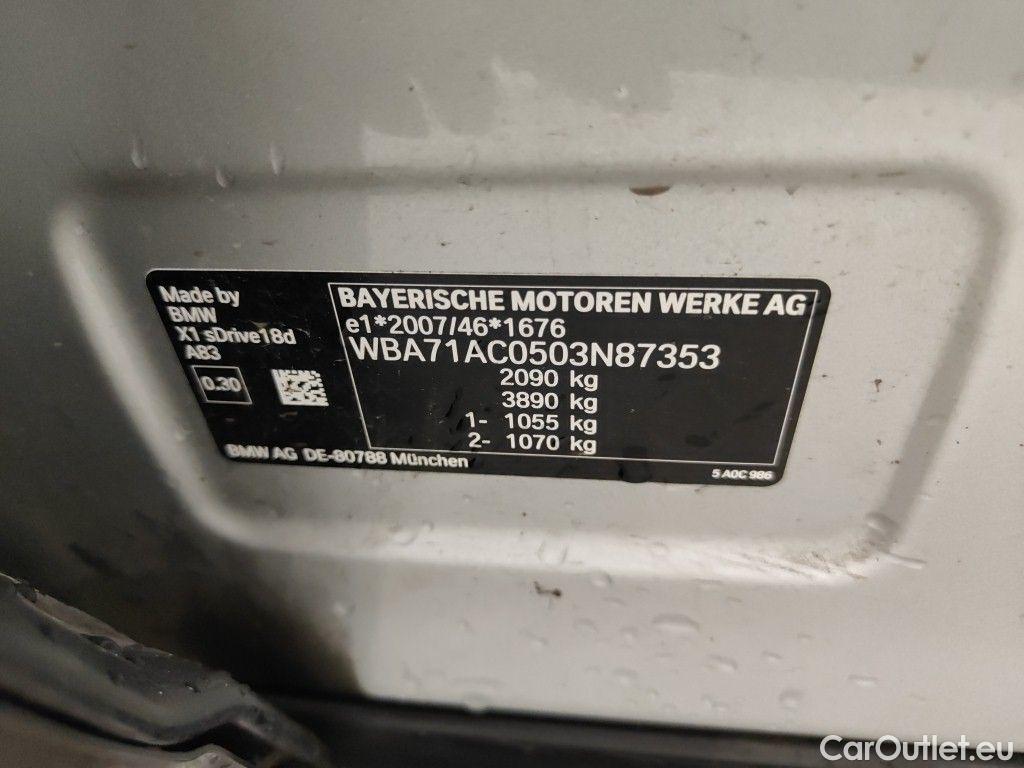 Made by
BMW
X1 sDrive18d
A83
0.30
BAYERISCHE MOTOREN WERKE AG
e1*2007/46*1676
WBA71AC0503N87353
2090 kg
3890 kg
1- 1055 kg
2- 1070 kg
BMW AG DE-80788 München
5 A0C 986
CarOutlet.eu